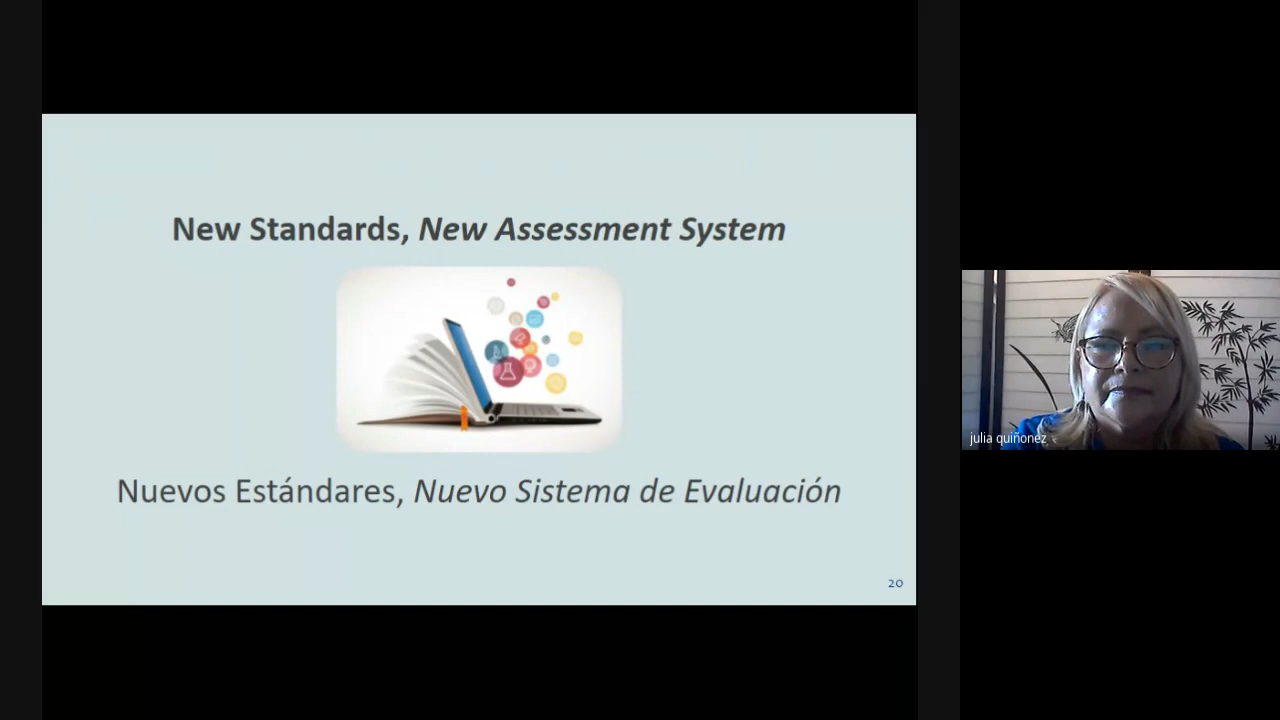 New Standards, New Assessment System
Nuevos Estándares, Nuevo Sistema de Evaluación
20
julia quiñonez